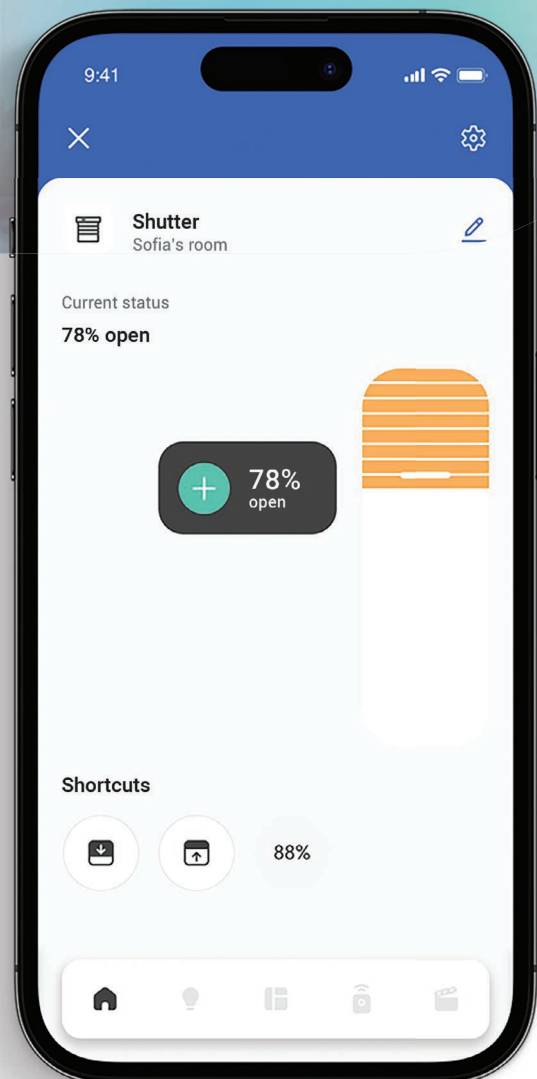 9:41
Shutter
Sofia's room
Current status
78% open
78%
open
Shortcuts
88%